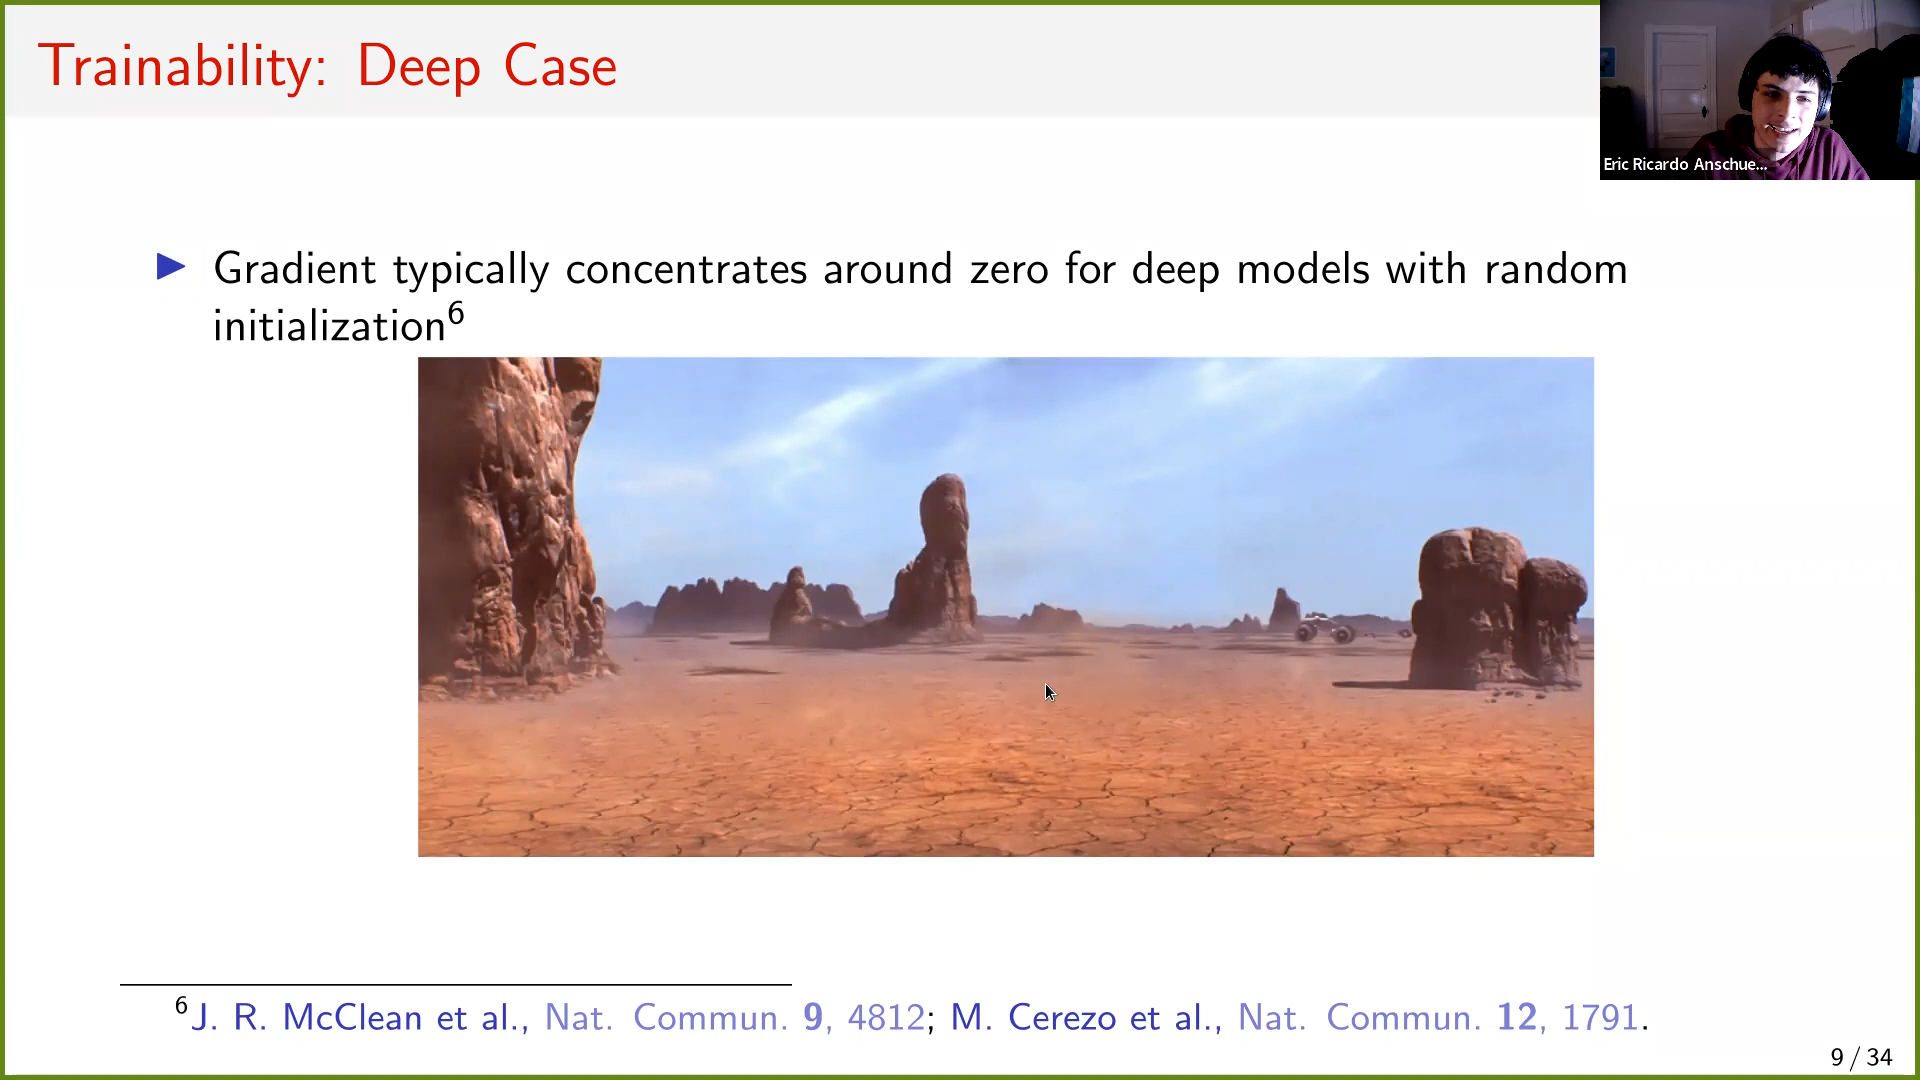 Trainability: Deep Case
Eric Ricardo Anschue...
▶ Gradient typically concentrates around zero for deep models with random
initialization⁶
⁶J. R. McClean et al., Nat. Commun. 9, 4812; M. Cerezo et al., Nat. Commun. 12, 1791.
9 / 34